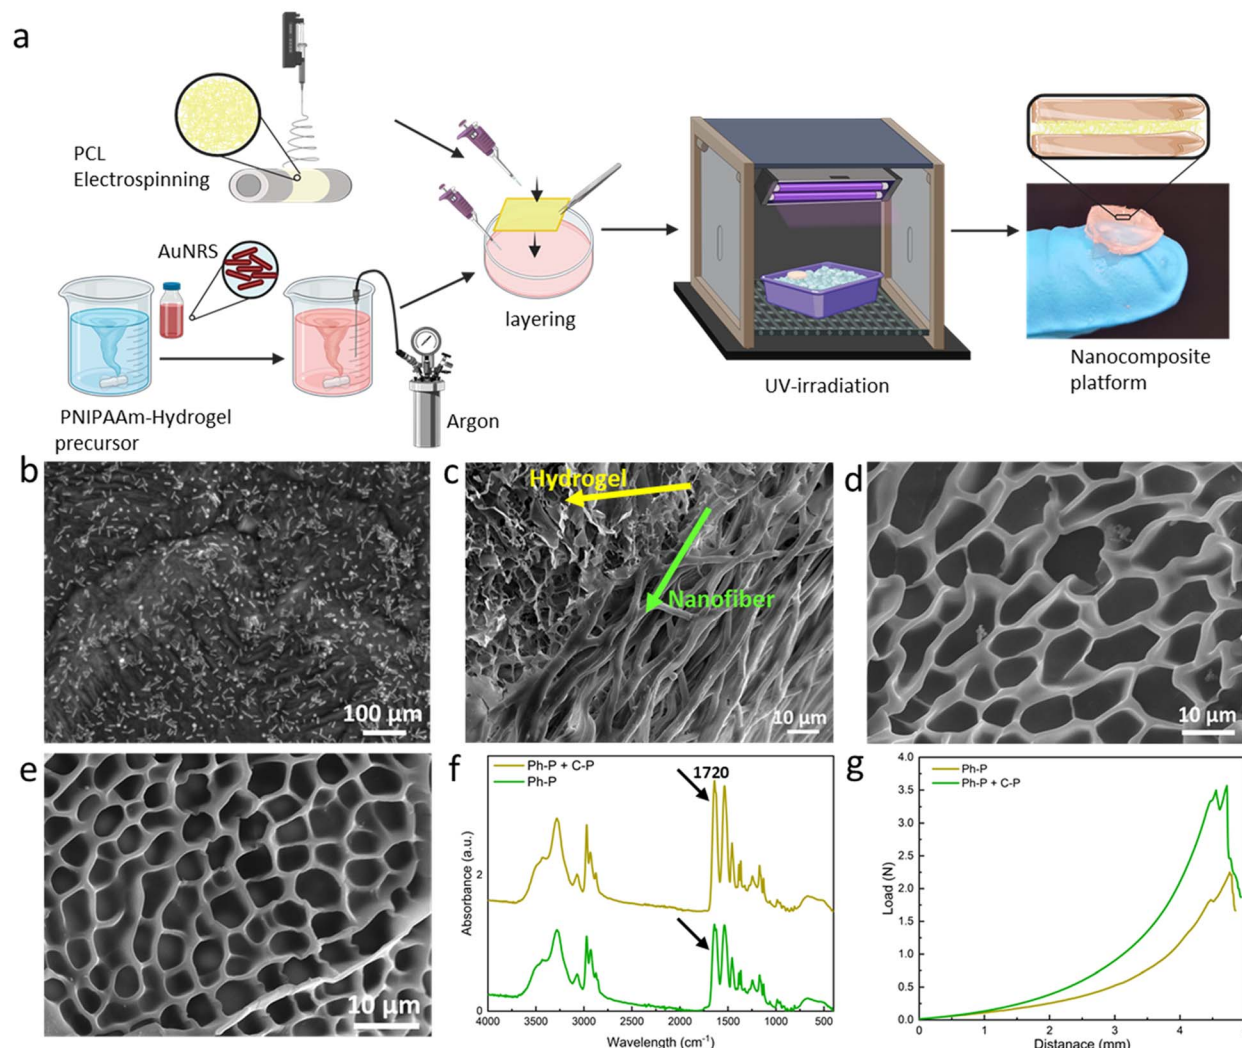 a
PCL
Electrospinning
AuNRS
PNIPAAm-Hydrogel
precursor
Argon
layering
UV-irradiation
Nanocomposite
platform
b
100 µm
c
Hydrogel
Nanofiber
10 µm
d
10 µm
e
10 µm
f
Ph-P + C-P
Ph-P
1720
Absorbance (a.u.)
2
0
4000 3500 3000 2500 2000 1500 1000 500
Wavelength (cm⁻¹)
g
Ph-P
Ph-P + C-P
Load (N)
4.0
3.5
3.0
2.5
2.0
1.5
1.0
0.5
0.0
0 1 2 3 4
Distanace (mm)